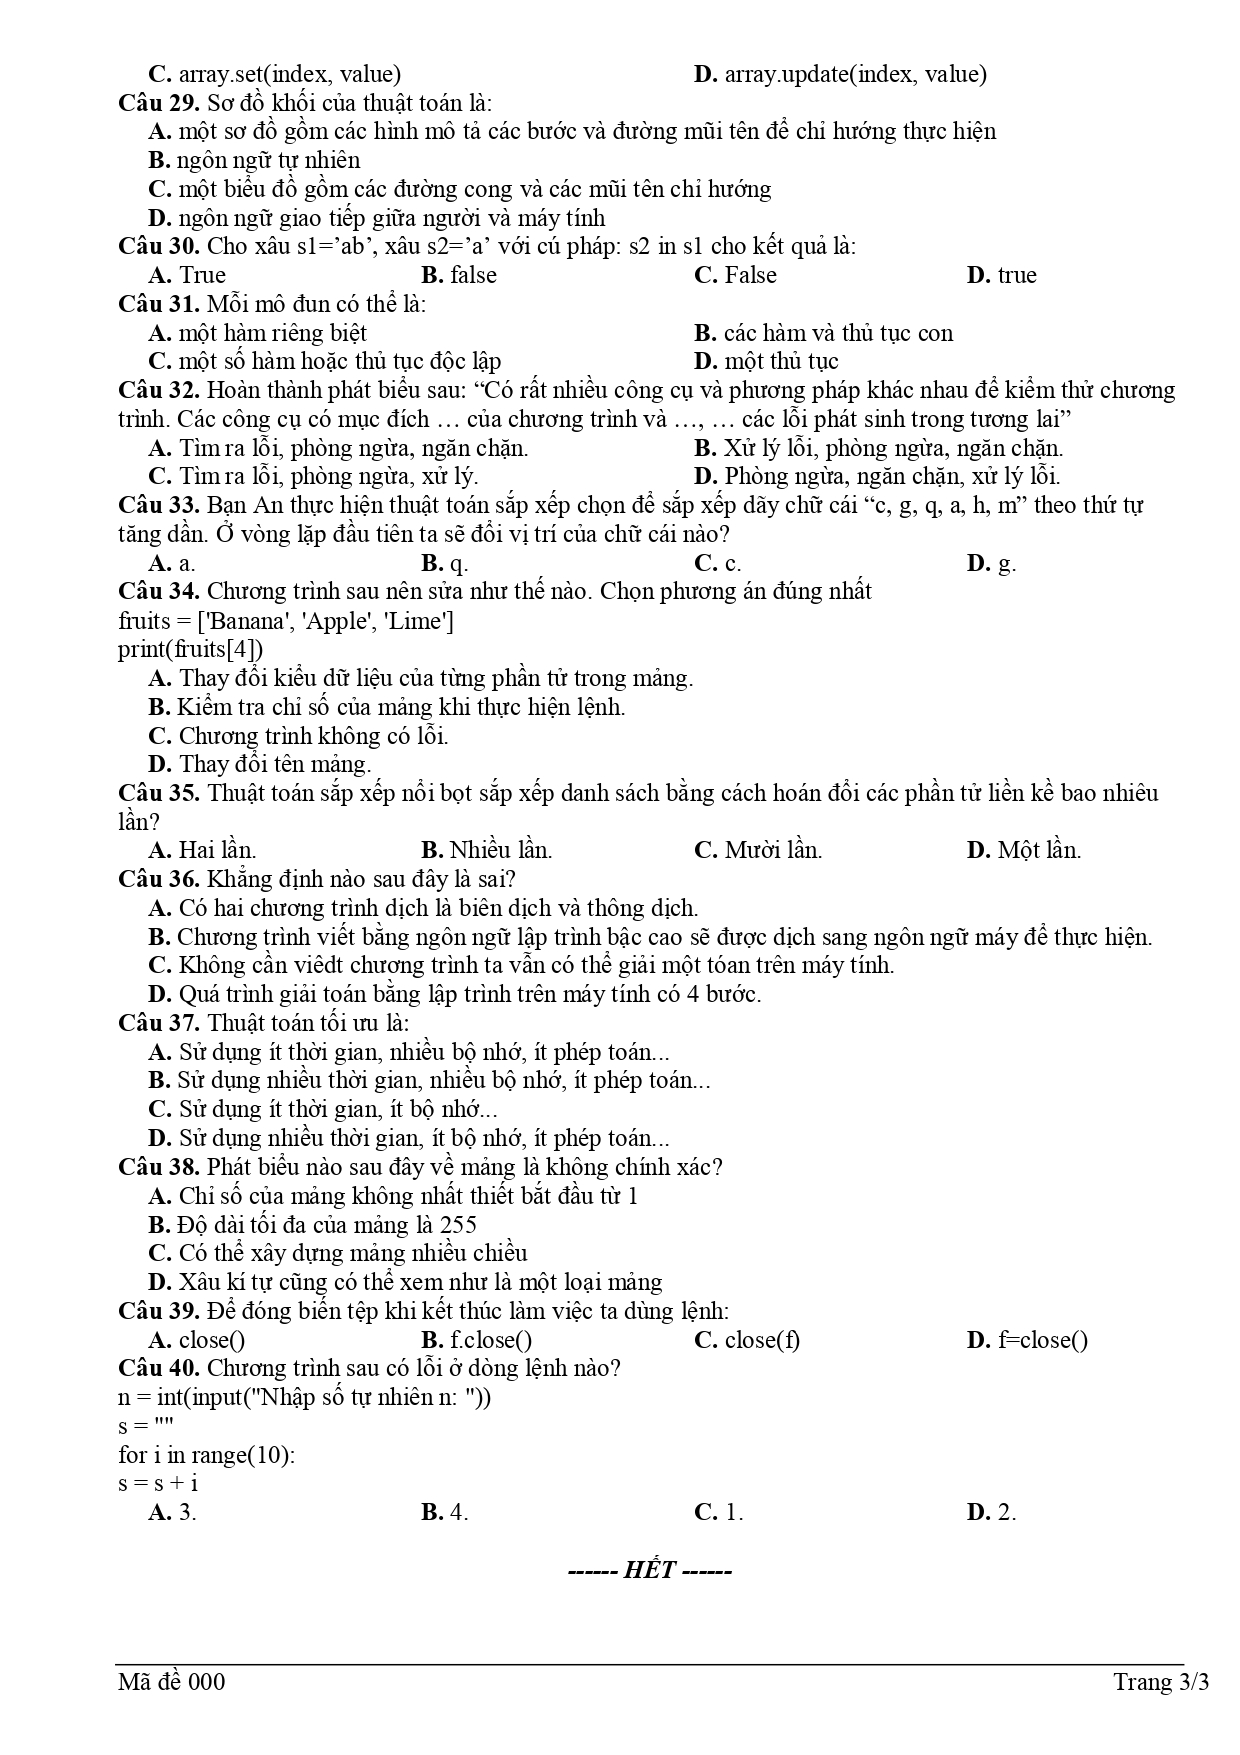 C. array.set(index, value) D. array.update(index, value)
Câu 29. Sơ đồ khối của thuật toán là:
A. một sơ đồ gồm các hình mô tả các bước và đường mũi tên để chỉ hướng thực hiện
B. ngôn ngữ tự nhiên
C. một biểu đồ gồm các đường cong và các mũi tên chỉ hướng
D. ngôn ngữ giao tiếp giữa người và máy tính
Câu 30. Cho xâu s1=’ab’, xâu s2=’a’ với cú pháp: s2 in s1 cho kết quả là:
A. True B. false C. False D. true
Câu 31. Mỗi mô đun có thể là:
A. một hàm riêng biệt B. các hàm và thủ tục con
C. một số hàm hoặc thủ tục độc lập D. một thủ tục
Câu 32. Hoàn thành phát biểu sau: “Có rất nhiều công cụ và phương pháp khác nhau để kiểm thử chương
trình. Các công cụ có mục đích … của chương trình và …, … các lỗi phát sinh trong tương lai”
A. Tìm ra lỗi, phòng ngừa, ngăn chặn. B. Xử lý lỗi, phòng ngừa, ngăn chặn.
C. Tìm ra lỗi, phòng ngừa, xử lý. D. Phòng ngừa, ngăn chặn, xử lý lỗi.
Câu 33. Bạn An thực hiện thuật toán sắp xếp chọn để sắp xếp dãy chữ cái “c, g, q, a, h, m” theo thứ tự
tăng dần. Ở vòng lặp đầu tiên ta sẽ đổi vị trí của chữ cái nào?
A. a. B. q. C. c. D. g.
Câu 34. Chương trình sau nên sửa như thế nào. Chọn phương án đúng nhất
fruits = ['Banana', 'Apple', 'Lime']
print(fruits[4])
A. Thay đổi kiểu dữ liệu của từng phần tử trong mảng.
B. Kiểm tra chỉ số của mảng khi thực hiện lệnh.
C. Chương trình không có lỗi.
D. Thay đổi tên mảng.
Câu 35. Thuật toán sắp xếp nổi bọt sắp xếp danh sách bằng cách hoán đổi các phần tử liền kề bao nhiêu
lần?
A. Hai lần. B. Nhiều lần. C. Mười lần. D. Một lần.
Câu 36. Khẳng định nào sau đây là sai?
A. Có hai chương trình dịch là biên dịch và thông dịch.
B. Chương trình viết bằng ngôn ngữ lập trình bậc cao sẽ được dịch sang ngôn ngữ máy để thực hiện.
C. Không cần viêdt chương trình ta vẫn có thể giải một tóan trên máy tính.
D. Quá trình giải toán bằng lập trình trên máy tính có 4 bước.
Câu 37. Thuật toán tối ưu là:
A. Sử dụng ít thời gian, nhiều bộ nhớ, ít phép toán...
B. Sử dụng nhiều thời gian, nhiều bộ nhớ, ít phép toán...
C. Sử dụng ít thời gian, ít bộ nhớ...
D. Sử dụng nhiều thời gian, ít bộ nhớ, ít phép toán...
Câu 38. Phát biểu nào sau đây về mảng là không chính xác?
A. Chỉ số của mảng không nhất thiết bắt đầu từ 1
B. Độ dài tối đa của mảng là 255
C. Có thể xây dựng mảng nhiều chiều
D. Xâu kí tự cũng có thể xem như là một loại mảng
Câu 39. Để đóng biến tệp khi kết thúc làm việc ta dùng lệnh:
A. close() B. f.close() C. close(f) D. f=close()
Câu 40. Chương trình sau có lỗi ở dòng lệnh nào?
n = int(input("Nhập số tự nhiên n: "))
s = ""
for i in range(10):
s = s + i
A. 3. B. 4. C. 1. D. 2.
------ HẾT ------
Mã đề 000 Trang 3/3